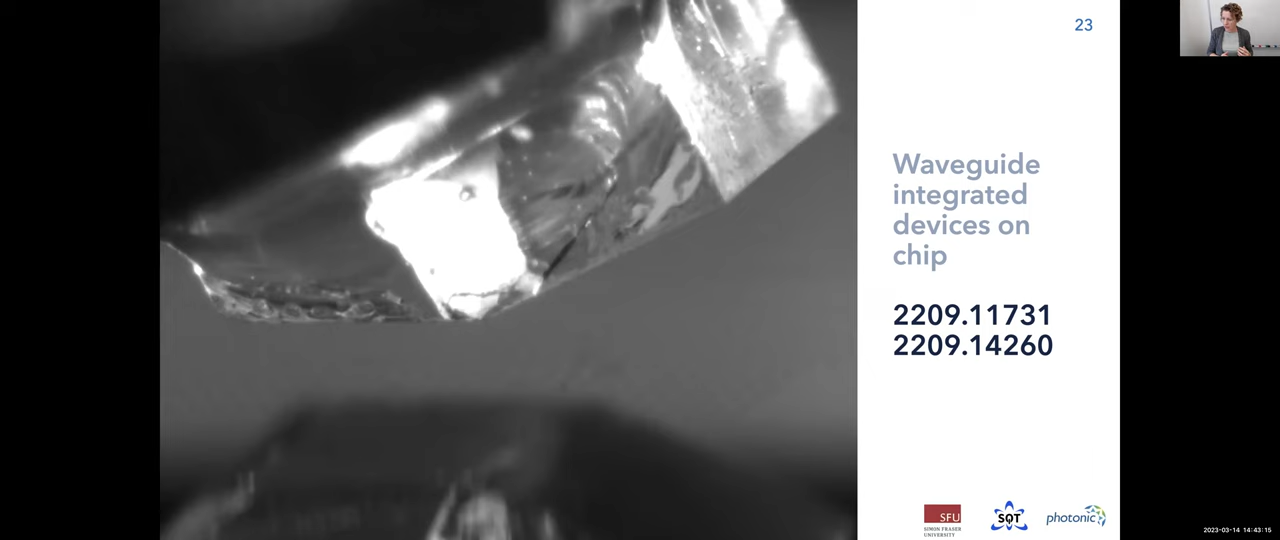 23
Waveguide
integrated
devices on
chip
2209.11731
2209.14260
SFU
SIMON FRASER
UNIVERSITY
SQT
photonic
2023-03-14 14:43:15